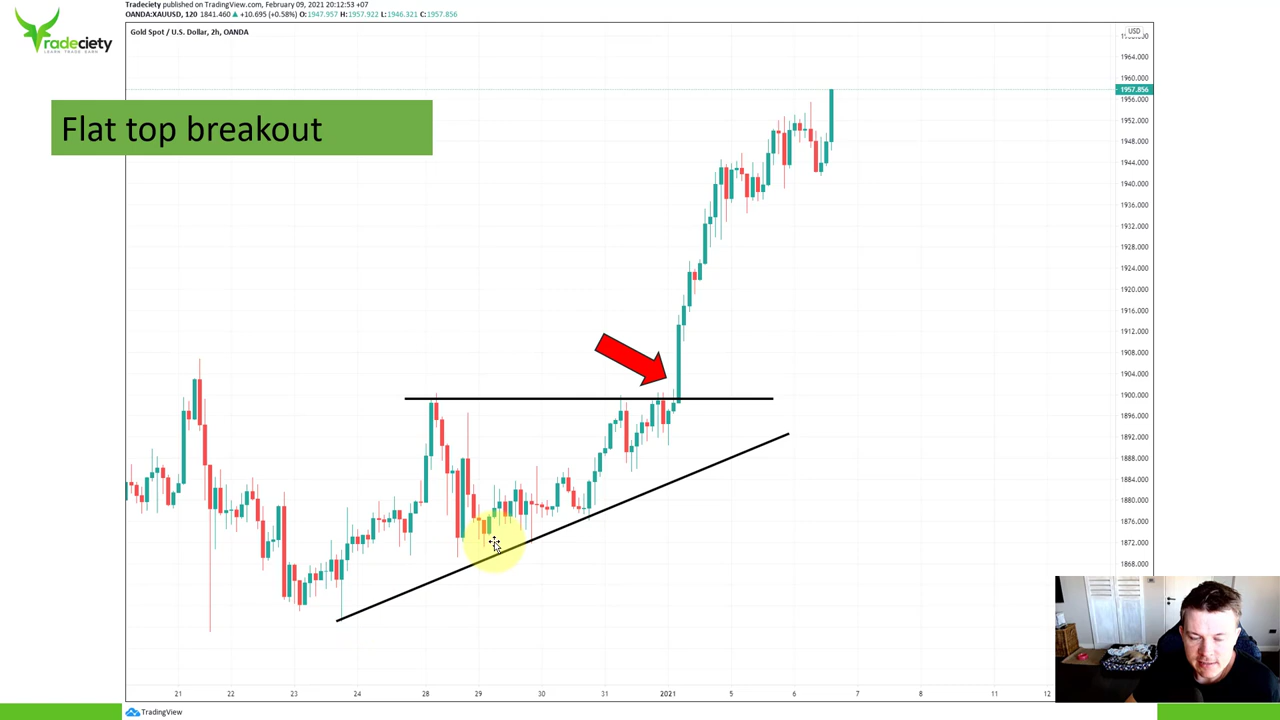 Tradeciety published on TradingView.com, February 09, 2021 20:12:53 +07
OANDA:XAUUSD, 120 1841.460 ▲ +10.695 (+0.58%) O:1947.957 H:1957.922 L:1946.321 C:1957.856
Tradeciety
LEARN TRADE EARN
Gold Spot / U.S. Dollar, 2h, OANDA
USD
Flat top breakout
1964.000
1960.000
1957.856
1956.000
1952.000
1948.000
1944.000
1940.000
1936.000
1932.000
1928.000
1924.000
1920.000
1916.000
1912.000
1908.000
1904.000
1900.000
1896.000
1892.000
1888.000
1884.000
1880.000
1876.000
1872.000
1868.000
21 22 23 24 28 29 30 31 2021 5 6 7 8 11 12
TradingView